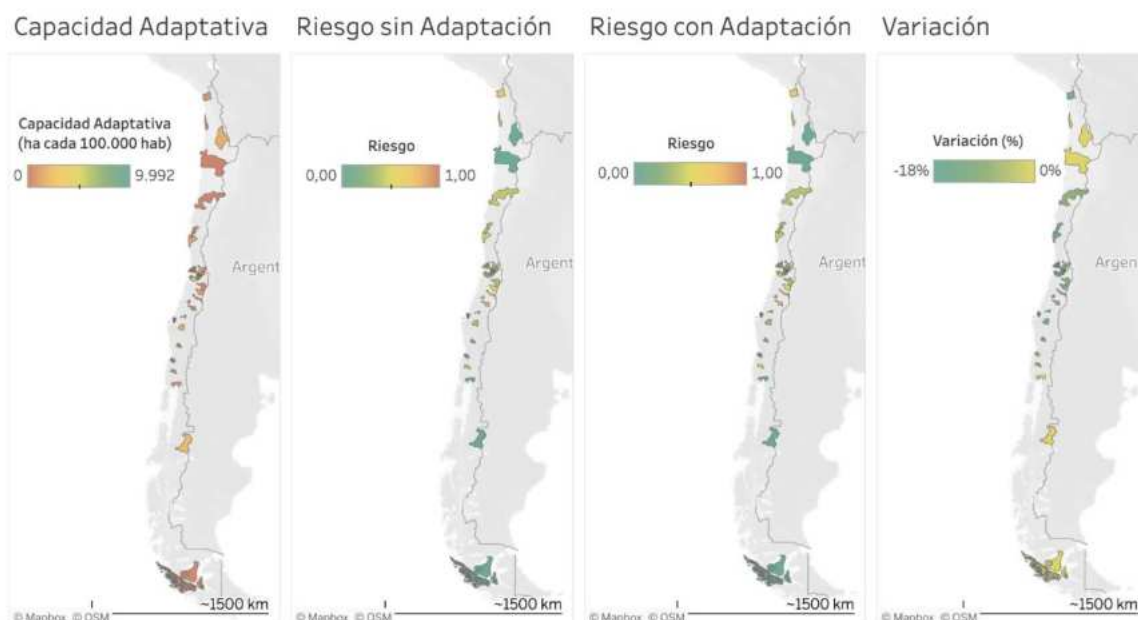 Capacidad Adaptativa
Riesgo sin Adaptación
Riesgo con Adaptación
Variación
Capacidad Adaptativa
(ha cada 100.000 hab)
0
9.992
Riesgo
0,00
1,00
Riesgo
0,00
1,00
Variación (%)
-18%
0%
Argent
Argent
Argent
~1500 km
~1500 km
~1500 km
~1500 km
© Mapbox © OSM
© Mapbox © OSM
© Mapbox © OSM
© Mapbox © OSM